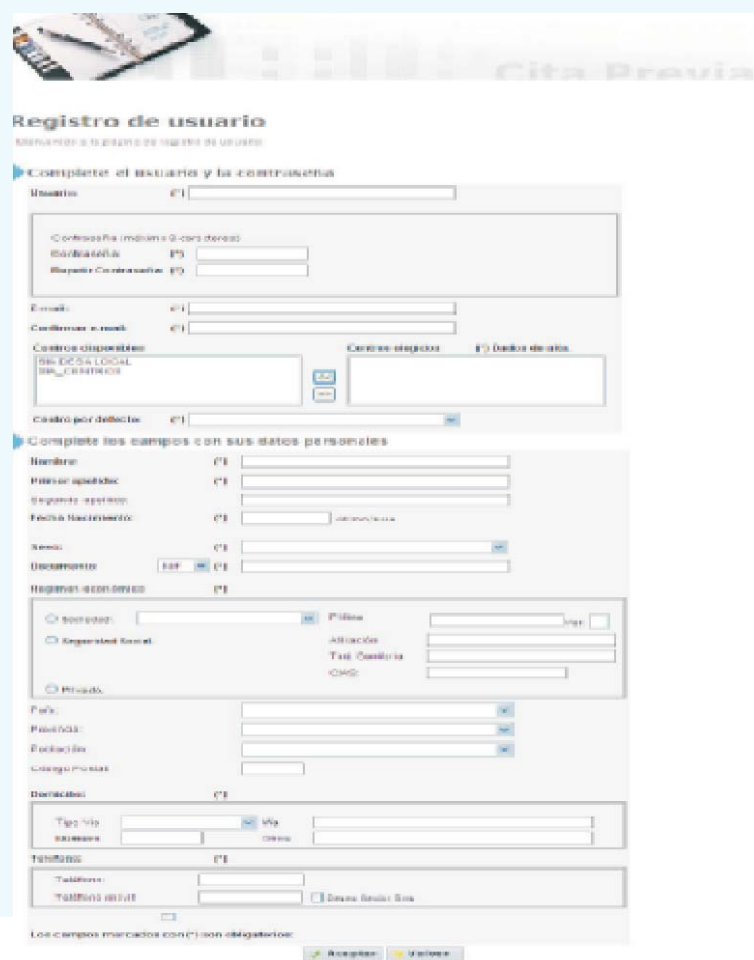 Cita Previa
Registro de usuario
Bienvenido a la página de registro de usuario
Complete el usuario y la contraseña
Usuario: (*)
Contraseña (máximo 8 caracteres)
Contraseña: (*)
Repetir Contraseña: (*)
E-mail: (*)
Confirmar e-mail: (*)
Centros disponibles Centros elegidos (*) Dados de alta
SIA_CENTROS
Centro por defecto: (*)
Complete los campos con sus datos personales
Nombre: (*)
Primer apellido: (*)
Segundo apellido:
Fecha Nacimiento: (*)
Sexo: (*)
Documento: (*)
Régimen económico (*)
Sociedad: Póliza
Seguridad Social Afiliación
Tarj. Sanitaria
CIAS:
Privado
País:
Provincia:
Población:
Código Postal:
Domicilio: (*)
Tipo Vía Vía
Número Otros
Teléfono: (*)
Teléfono:
Teléfono móvil
Los campos marcados con(*) son obligatorios
Aceptar Volver